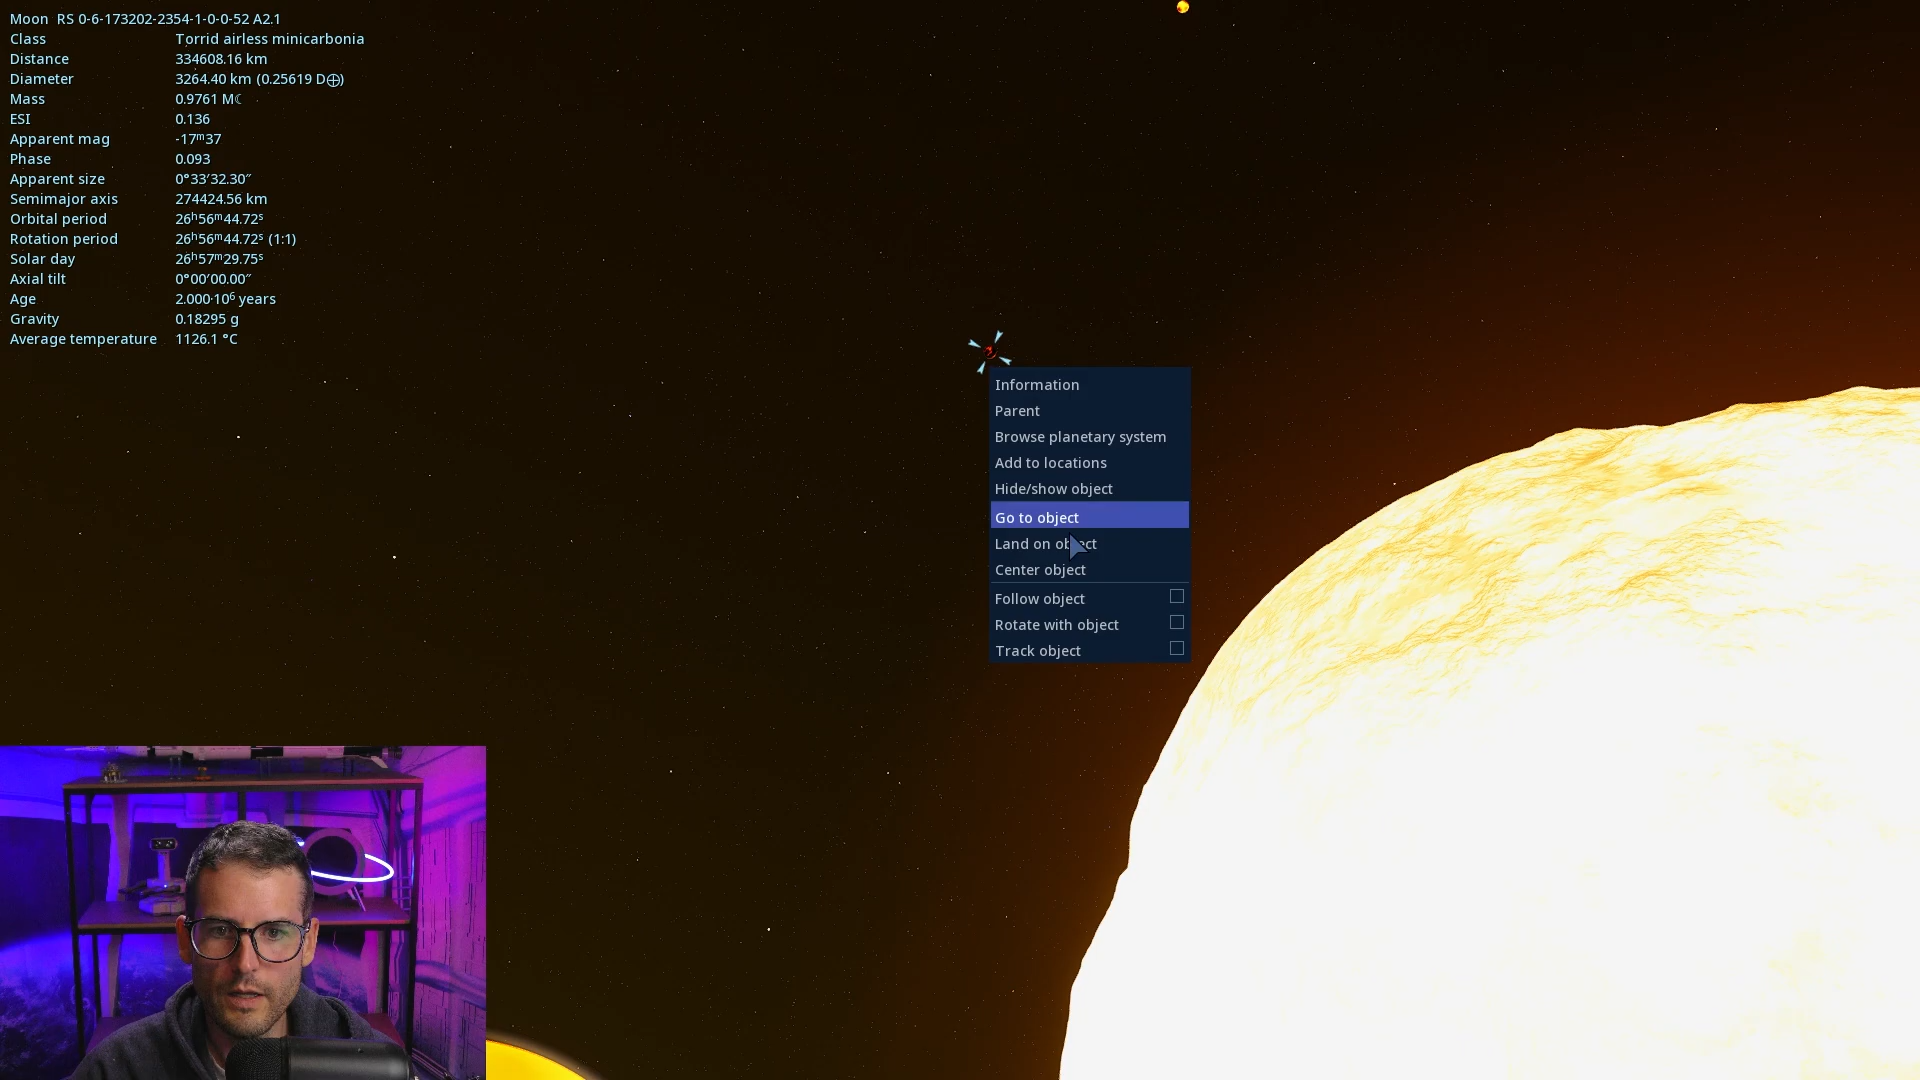 Moon RS 0-6-173202-2354-1-0-0-52 A2.1
Class Torrid airless minicarbonia
Distance 334608.16 km
Diameter 3264.40 km (0.25619 D⊕)
Mass 0.9761 M☾
ESI 0.136
Apparent mag -17ᵐ37
Phase 0.093
Apparent size 0°33′32.30″
Semimajor axis 274424.56 km
Orbital period 26ʰ56ᵐ44.72ˢ
Rotation period 26ʰ56ᵐ44.72ˢ (1:1)
Solar day 26ʰ57ᵐ29.75ˢ
Axial tilt 0°00′00.00″
Age 2.000·10⁶ years
Gravity 0.18295 g
Average temperature 1126.1 °C
Information
Parent
Browse planetary system
Add to locations
Hide/show object
Go to object
Land on object
Center object
Follow object
Rotate with object
Track object